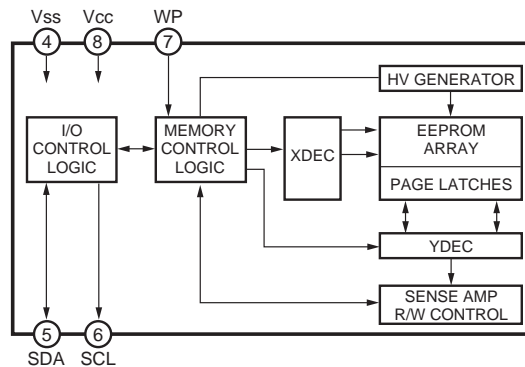 Vss Vcc WP
4 8 7
HV GENERATOR
I/O
CONTROL
LOGIC
MEMORY
CONTROL
LOGIC
XDEC
EEPROM
ARRAY
PAGE LATCHES
YDEC
SENSE AMP
R/W CONTROL
5 6
SDA SCL